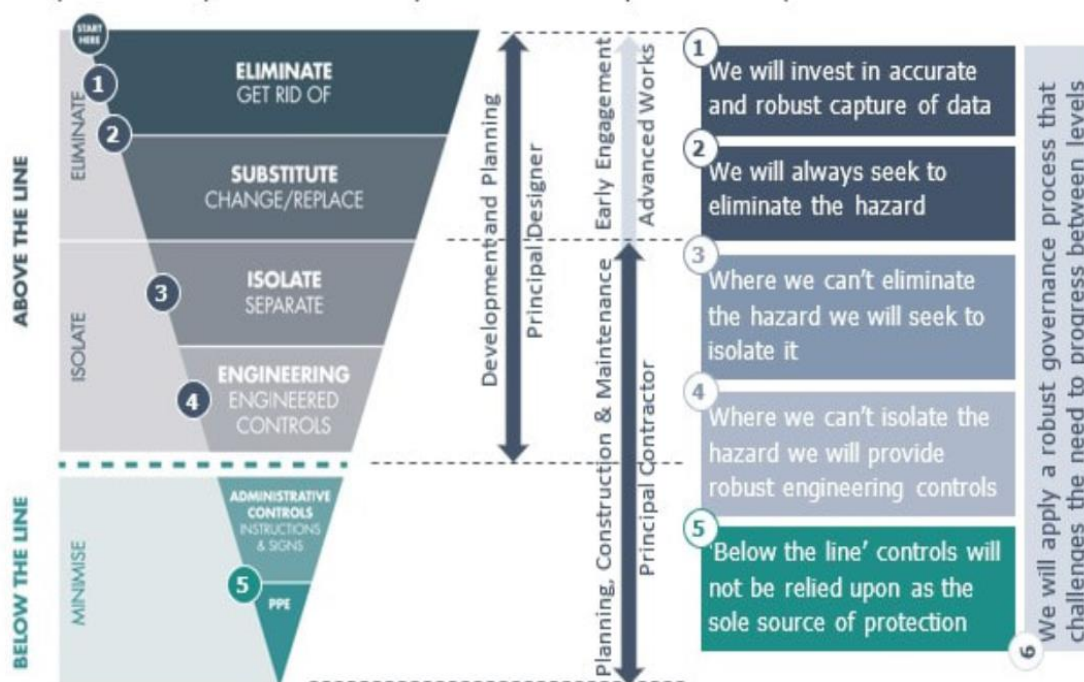 START
HERE
ABOVE THE LINE
ELIMINATE
1
2
ELIMINATE
GET RID OF
SUBSTITUTE
CHANGE/REPLACE
ISOLATE
3
ISOLATE
SEPARATE
4
ENGINEERING
ENGINEERED
CONTROLS
BELOW THE LINE
MINIMISE
ADMINISTRATIVE
CONTROLS
INSTRUCTIONS
& SIGNS
5
PPE
Development and Planning
Principal Designer
Early Engagement
Advanced Works
Planning, Construction & Maintenance
Principal Contractor
1
We will invest in accurate
and robust capture of data
2
We will always seek to
eliminate the hazard
3
Where we can't eliminate
the hazard we will seek to
isolate it
4
Where we can't isolate the
hazard we will provide
robust engineering controls
5
'Below the line' controls will
not be relied upon as the
sole source of protection
6
We will apply a robust governance process that
challenges the need to progress between levels